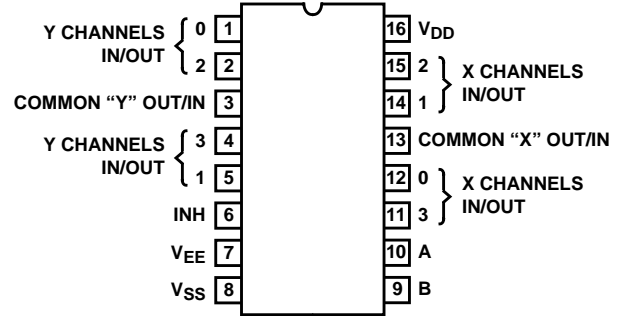 Y CHANNELS IN/OUT
0 1
2 2
COMMON “Y” OUT/IN 3
Y CHANNELS IN/OUT
3 4
1 5
INH 6
VEE 7
VSS 8
16 VDD
15 2
14 1
X CHANNELS IN/OUT
13 COMMON “X” OUT/IN
12 0
11 3
X CHANNELS IN/OUT
10 A
9 B